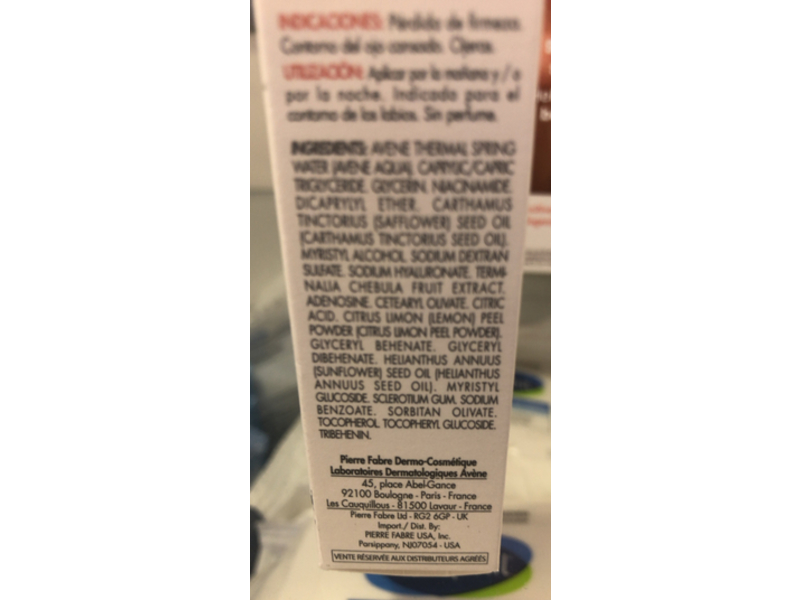 INDICACIONES: Pérdida de firmeza.
Contorno del ojo cansado. Ojeras.
UTILIZACIÓN: Aplicar por la mañana y / o
por la noche. Indicado para el
contorno de los labios. Sin perfume.
INGREDIENTS: AVENE THERMAL SPRING
WATER (AVENE AQUA). CAPRYLIC/CAPRIC
TRIGLYCERIDE. GLYCERIN. NIACINAMIDE.
DICAPRYLYL ETHER. CARTHAMUS
TINCTORIUS (SAFFLOWER) SEED OIL
(CARTHAMUS TINCTORIUS SEED OIL).
MYRISTYL ALCOHOL. SODIUM DEXTRAN
SULFATE. SODIUM HYALURONATE. TERMI-
NALIA CHEBULA FRUIT EXTRACT.
ADENOSINE. CETEARYL OLIVATE. CITRIC
ACID. CITRUS LIMON (LEMON) PEEL
POWDER (CITRUS LIMON PEEL POWDER).
GLYCERYL BEHENATE. GLYCERYL
DIBEHENATE. HELIANTHUS ANNUUS
(SUNFLOWER) SEED OIL (HELIANTHUS
ANNUUS SEED OIL). MYRISTYL
GLUCOSIDE. SCLEROTIUM GUM. SODIUM
BENZOATE. SORBITAN OLIVATE.
TOCOPHEROL. TOCOPHERYL GLUCOSIDE.
TRIBEHENIN.
Pierre Fabre Dermo-Cosmétique
Laboratoires Dermatologiques Avène
45, place Abel-Gance
92100 Boulogne - Paris - France
Les Cauquillous - 81500 Lavaur - France
Pierre Fabre Ltd - RG2 6GP - UK
Import./ Dist. By:
PIERRE FABRE USA, Inc.
Parsippany, NJ07054 - USA
VENTE RÉSERVÉE AUX DISTRIBUTEURS AGRÉÉS